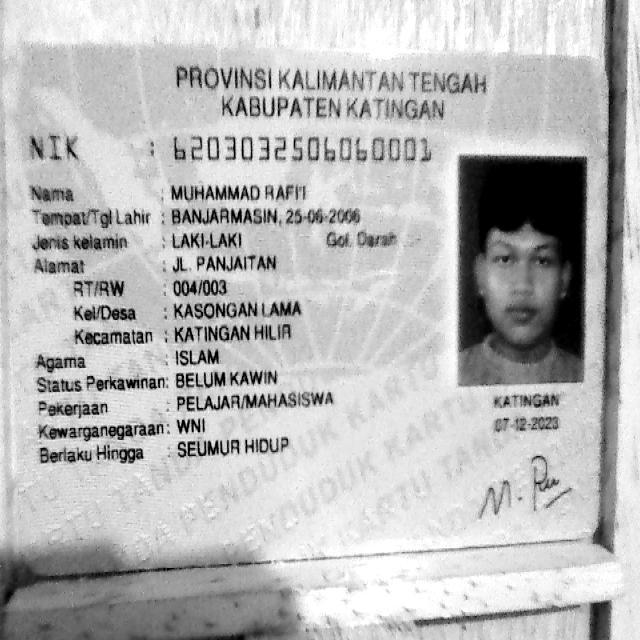 PROVINSI KALIMANTAN TENGAH
KABUPATEN KATINGAN
NIK : 6203032506060001
Nama : MUHAMMAD RAFI'I
Tempat/Tgl Lahir : BANJARMASIN, 25-06-2006
Jenis kelamin : LAKI-LAKI Gol. Darah
Alamat : JL. PANJAITAN
RT/RW : 004/003
Kel/Desa : KASONGAN LAMA
Kecamatan : KATINGAN HILIR
Agama : ISLAM
Status Perkawinan: BELUM KAWIN
Pekerjaan : PELAJAR/MAHASISWA
Kewarganegaraan: WNI
Berlaku Hingga : SEUMUR HIDUP
KATINGAN
07-12-2023